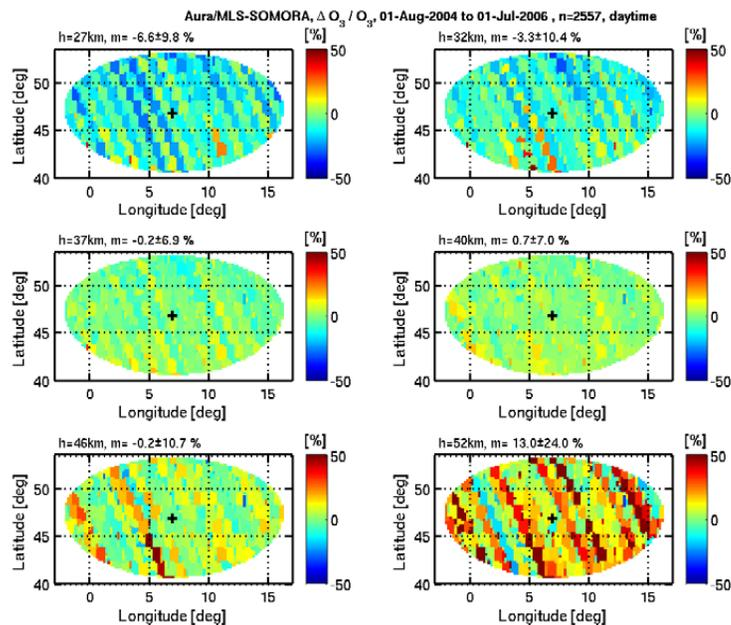 Aura/MLS-SOMORA, Δ O3 / O3, 01-Aug-2004 to 01-Jul-2006 , n=2557, daytime
h=27km, m= -6.6±9.8 % [%]
50
45
40
Latitude [deg]
0 5 10 15
Longitude [deg]
50
0
-50
h=32km, m= -3.3±10.4 % [%]
50
45
40
Latitude [deg]
0 5 10 15
Longitude [deg]
50
0
-50
h=37km, m= -0.2±6.9 % [%]
50
45
40
Latitude [deg]
0 5 10 15
Longitude [deg]
50
0
-50
h=40km, m= 0.7±7.0 % [%]
50
45
40
Latitude [deg]
0 5 10 15
Longitude [deg]
50
0
-50
h=46km, m= -0.2±10.7 % [%]
50
45
40
Latitude [deg]
0 5 10 15
Longitude [deg]
50
0
-50
h=52km, m= 13.0±24.0 % [%]
50
45
40
Latitude [deg]
0 5 10 15
Longitude [deg]
50
0
-50